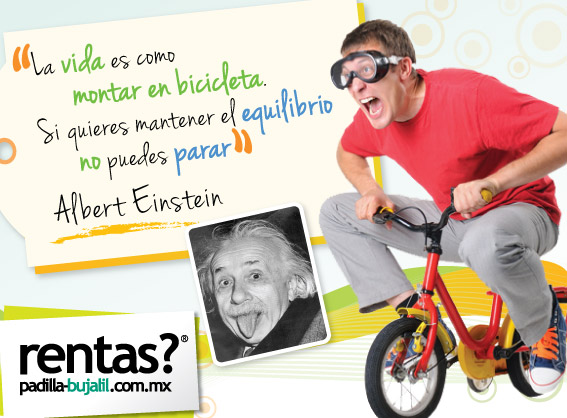 “La vida es como
montar en bicicleta.
Si quieres mantener el equilibrio
no puedes parar”
Albert Einstein
rentas?®
padilla-bujalil.com.mx